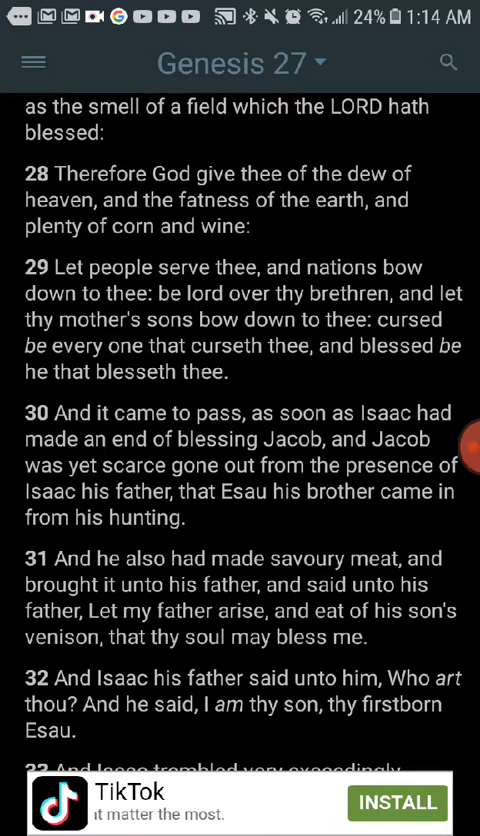 24% 1:14 AM
Genesis 27
as the smell of a field which the LORD hath
blessed:
28 Therefore God give thee of the dew of
heaven, and the fatness of the earth, and
plenty of corn and wine:
29 Let people serve thee, and nations bow
down to thee: be lord over thy brethren, and let
thy mother's sons bow down to thee: cursed
be every one that curseth thee, and blessed be
he that blesseth thee.
30 And it came to pass, as soon as Isaac had
made an end of blessing Jacob, and Jacob
was yet scarce gone out from the presence of
Isaac his father, that Esau his brother came in
from his hunting.
31 And he also had made savoury meat, and
brought it unto his father, and said unto his
father, Let my father arise, and eat of his son's
venison, that thy soul may bless me.
32 And Isaac his father said unto him, Who art
thou? And he said, I am thy son, thy firstborn
Esau.
33 And Isaac trembled very exceedingly,
TikTok
at matter the most.
INSTALL